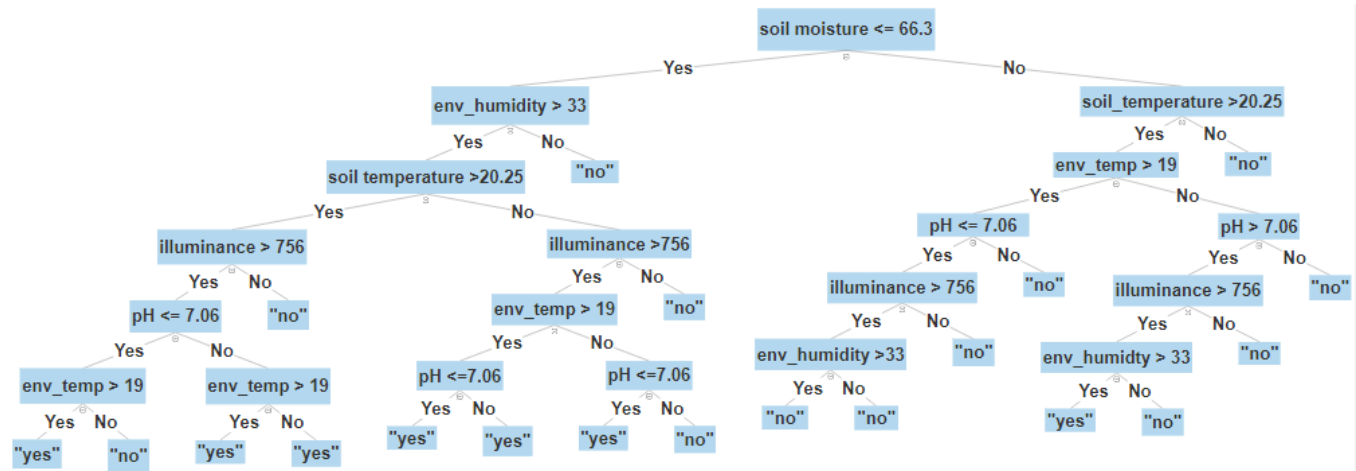 soil moisture <= 66.3
Yes No
env_humidity > 33 soil_temperature >20.25
Yes No Yes No
soil temperature >20.25 "no" env_temp > 19 "no"
Yes No Yes No
illuminance > 756 illuminance >756 pH <= 7.06 pH > 7.06
Yes No Yes No Yes No Yes No
pH <= 7.06 "no" env_temp > 19 "no" illuminance > 756 "no" illuminance > 756 "no"
Yes No Yes No Yes No Yes No
env_temp > 19 env_temp > 19 pH <=7.06 pH <=7.06 env_humidity >33 "no" env_humidty > 33 "no"
Yes No Yes No Yes No Yes No Yes No Yes No
"yes" "no" "yes" "yes" "yes" "yes" "yes" "no" "no" "no" "yes" "no"